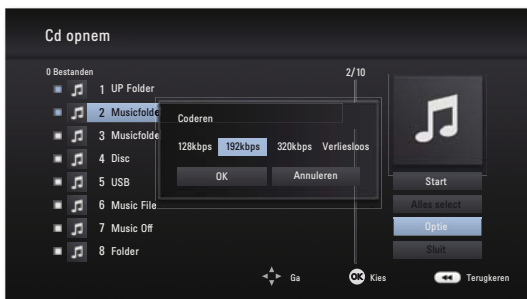 Cd opnem
0 Bestanden
2/10
1 UP Folder
2 Musicfolde
3 Musicfolde
4 Disc
5 USB
6 Music File
7 Music Off
8 Folder
Coderen
128kbps 192kbps 320kbps Verliesloos
OK Annuleren
Start
Alles select
Optie
Sluit
Ga
OK Kies
Terugkeren